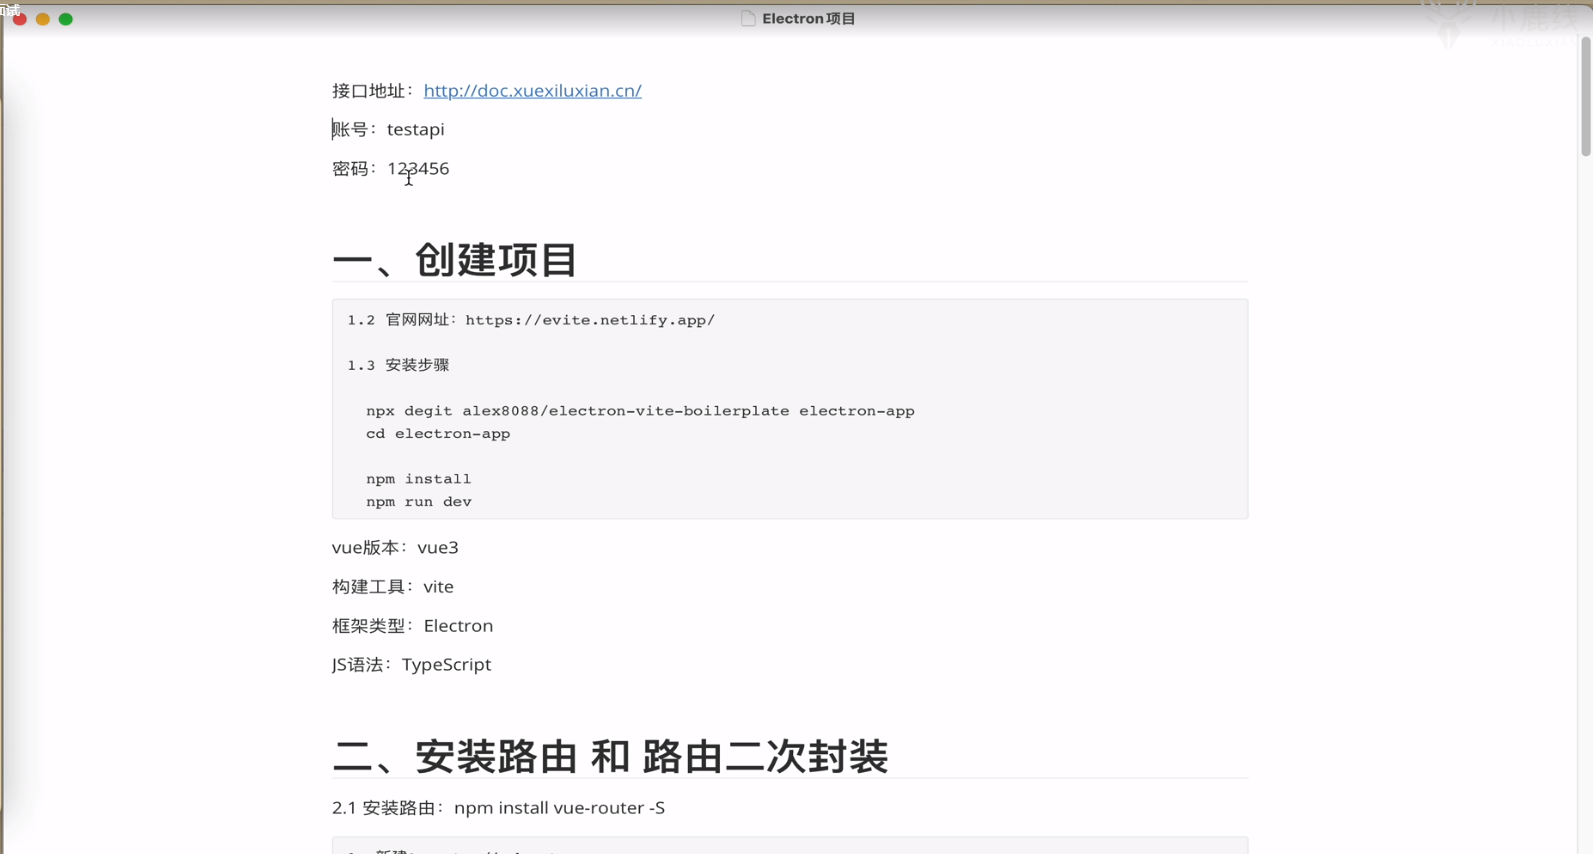 Electron项目
小鹿线
接口地址：http://doc.xuexiluxian.cn/
账号：testapi
密码：123456
一、创建项目
1.2 官网网址：https://evite.netlify.app/
1.3 安装步骤
npx degit alex8088/electron-vite-boilerplate electron-app
cd electron-app
npm install
npm run dev
vue版本：vue3
构建工具：vite
框架类型：Electron
JS语法：TypeScript
二、安装路由 和 路由二次封装
2.1 安装路由：npm install vue-router -S